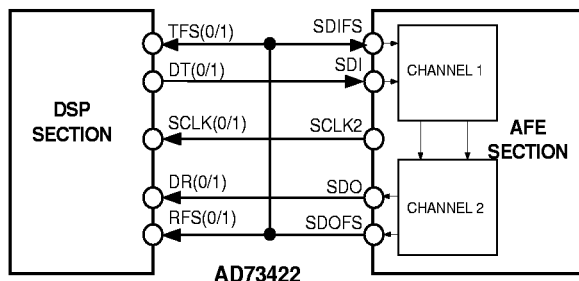 TFS(0/1) SDIFS
DT(0/1) SDI
CHANNEL 1
DSP
SECTION
SCLK(0/1) SCLK2
AFE
SECTION
DR(0/1) SDO
CHANNEL 2
RFS(0/1) SDOFS
AD73422